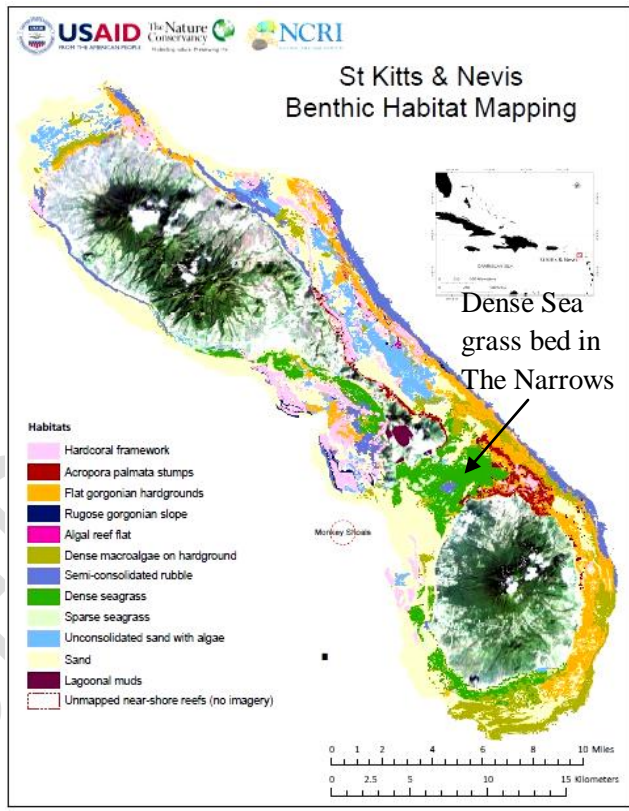 USAID
FROM THE AMERICAN PEOPLE
The Nature
Conservancy
NCRI
St Kitts & Nevis
Benthic Habitat Mapping
CARIBBEAN SEA
St Kitts & Nevis
Dense Sea
grass bed in
The Narrows
Habitats
Hardcoral framework
Acropora palmata stumps
Flat gorgonian hardgrounds
Rugose gorgonian slope
Algal reef flat
Dense macroalgae on hardground
Semi-consolidated rubble
Dense seagrass
Sparse seagrass
Unconsolidated sand with algae
Sand
Lagoonal muds
Unmapped near-shore reefs (no imagery)
Monkey Shoals
0 1 2 4 6 8 10 Miles
0 2.5 5 10 15 Kilometers